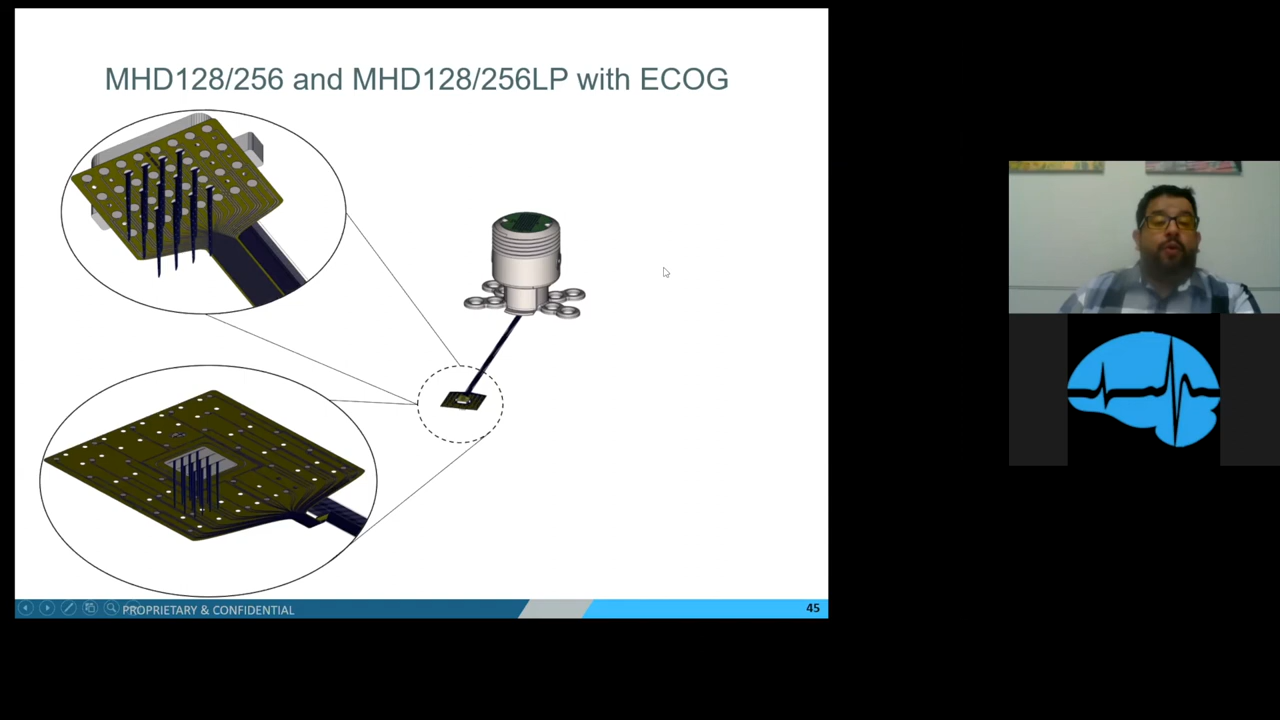 MHD128/256 and MHD128/256LP with ECOG
PROPRIETARY & CONFIDENTIAL
45